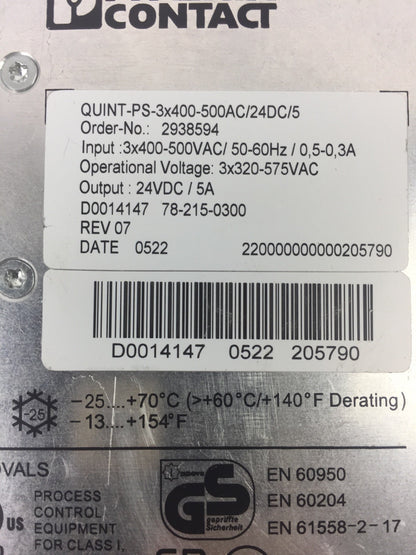 CONTACT
QUINT-PS-3x400-500AC/24DC/5
Order-No.: 2938594
Input :3x400-500VAC/ 50-60Hz / 0,5-0,3A
Operational Voltage: 3x320-575VAC
Output : 24VDC / 5A
D0014147 78-215-0300
REV 07
DATE 0522 220000000000205790
D0014147 0522 205790
-25
-25....+70°C (>+60°C/+140°F Derating)
-13....+154°F
OVALS
US
PROCESS
CONTROL
EQUIPMENT
FOR CLASS I,
GS
geprüfte
Sicherheit
EN 60950
EN 60204
EN 61558-2-17